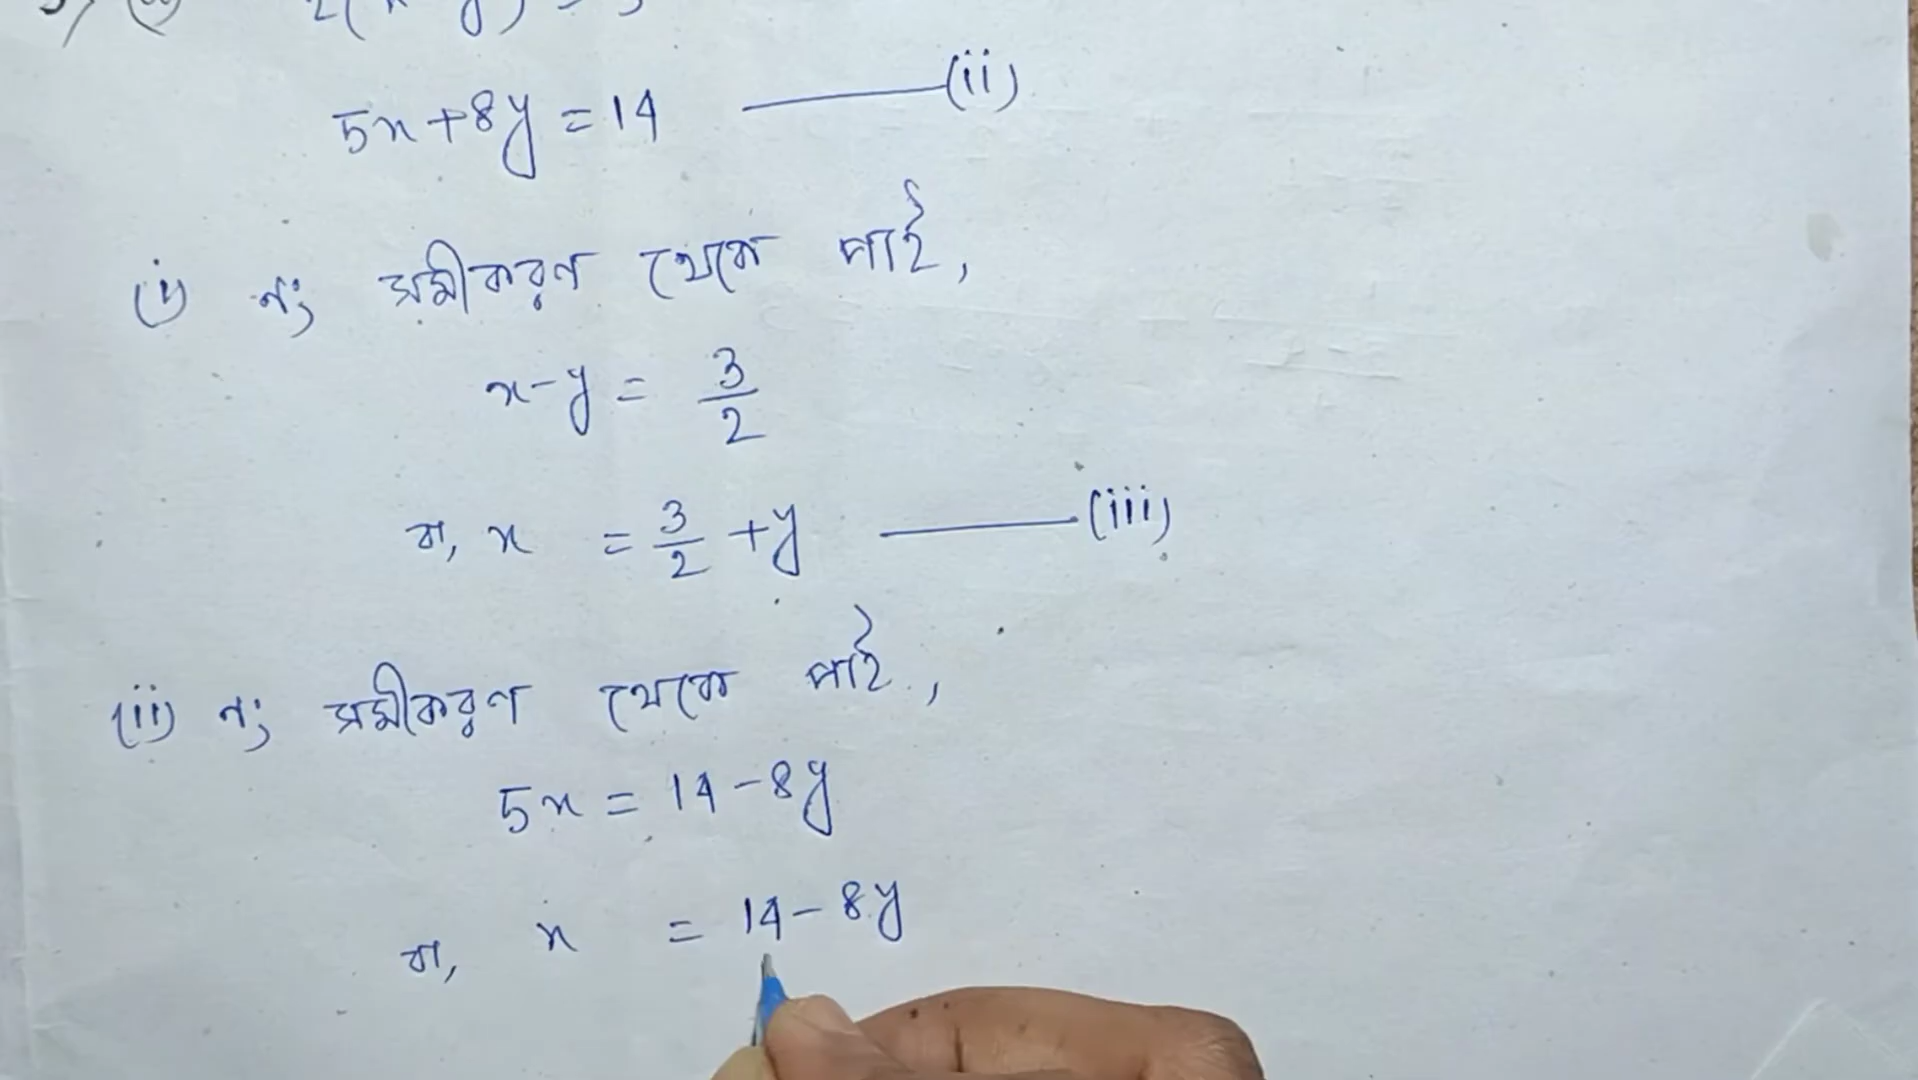 5x+8y=14 ——— (ii)
(i) নং সমীকরণ থেকে পাই,
x-y = 3/2
বা, x = 3/2 +y ——— (iii)
(ii) নং সমীকরণ থেকে পাই,
5x = 14-8y
বা, x = 14-8y